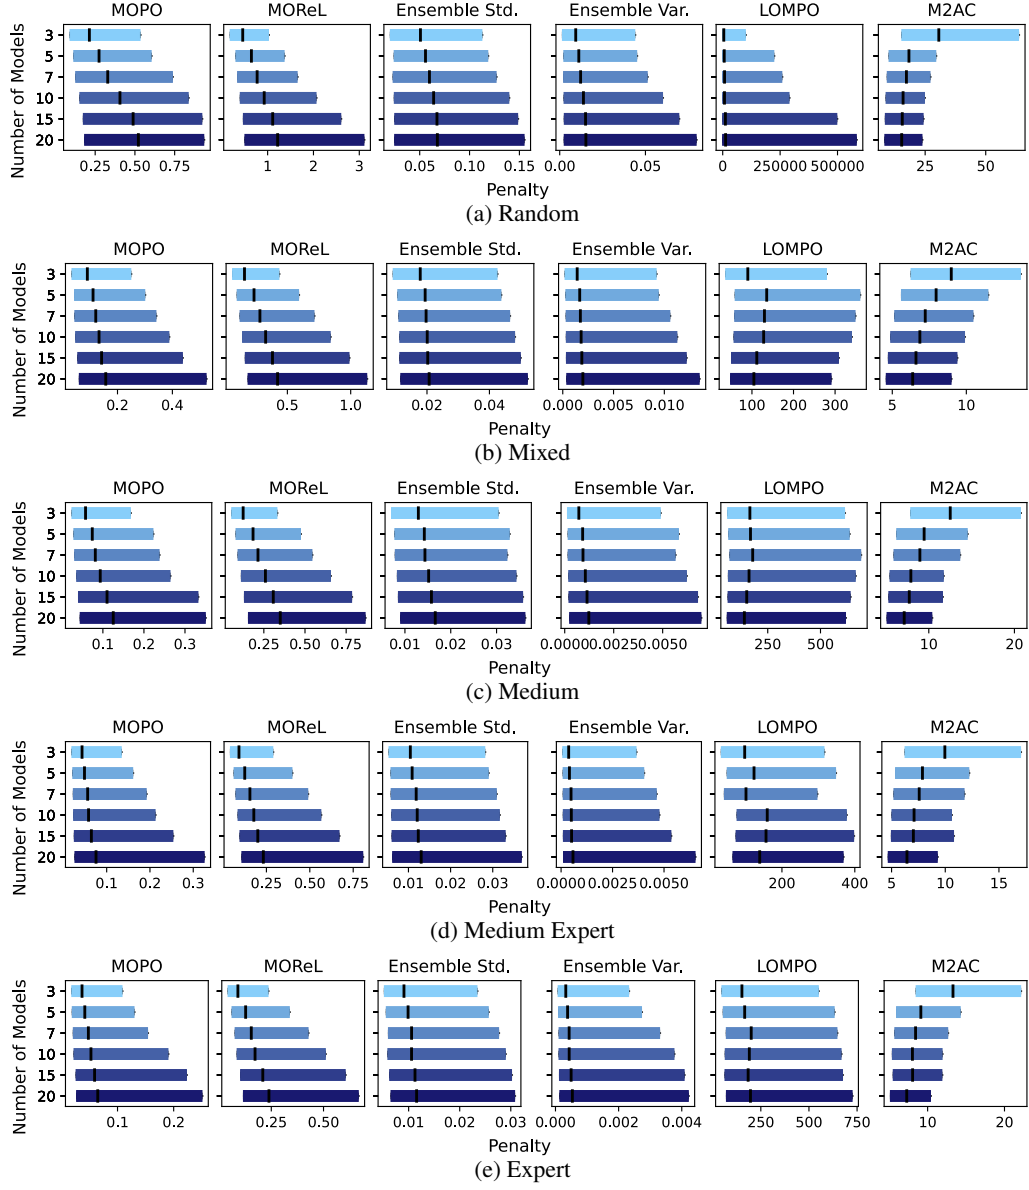 MOPO MOReL Ensemble Std. Ensemble Var. LOMPO M2AC
Number of Models
3
5
7
10
15
20
0.25 0.75 1 2 3 0.05 0.10 0.15 0.00 0.05 0 250000 500000 25 50
Penalty
(a) Random
MOPO MOReL Ensemble Std. Ensemble Var. LOMPO M2AC
Number of Models
3
5
7
10
15
20
0.2 0.4 0.5 1.0 0.02 0.04 0.000 0.005 0.010 100 200 300 5 10
Penalty
(b) Mixed
MOPO MOReL Ensemble Std. Ensemble Var. LOMPO M2AC
Number of Models
3
5
7
10
15
20
0.1 0.2 0.3 0.25 0.50 0.75 0.01 0.02 0.03 0.0000 0.0025 0.0050 250 500 10 20
Penalty
(c) Medium
MOPO MOReL Ensemble Std. Ensemble Var. LOMPO M2AC
Number of Models
3
5
7
10
15
20
0.1 0.2 0.3 0.25 0.50 0.75 0.01 0.02 0.03 0.0000 0.0025 0.0050 200 400 5 10 15
Penalty
(d) Medium Expert
MOPO MOReL Ensemble Std. Ensemble Var. LOMPO M2AC
Number of Models
3
5
7
10
15
20
0.1 0.2 0.25 0.50 0.01 0.02 0.03 0.000 0.002 0.004 250 500 750 10 20
Penalty
(e) Expert